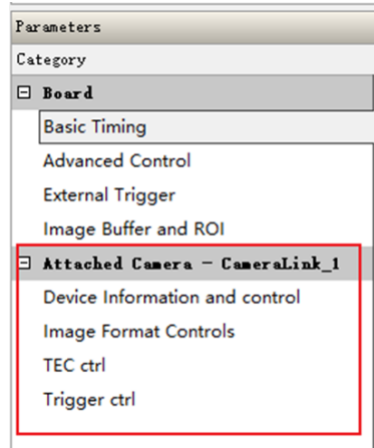 Parameters
Category
Board
Basic Timing
Advanced Control
External Trigger
Image Buffer and ROI
Attached Camera - CameraLink_1
Device Information and control
Image Format Controls
TEC ctrl
Trigger ctrl